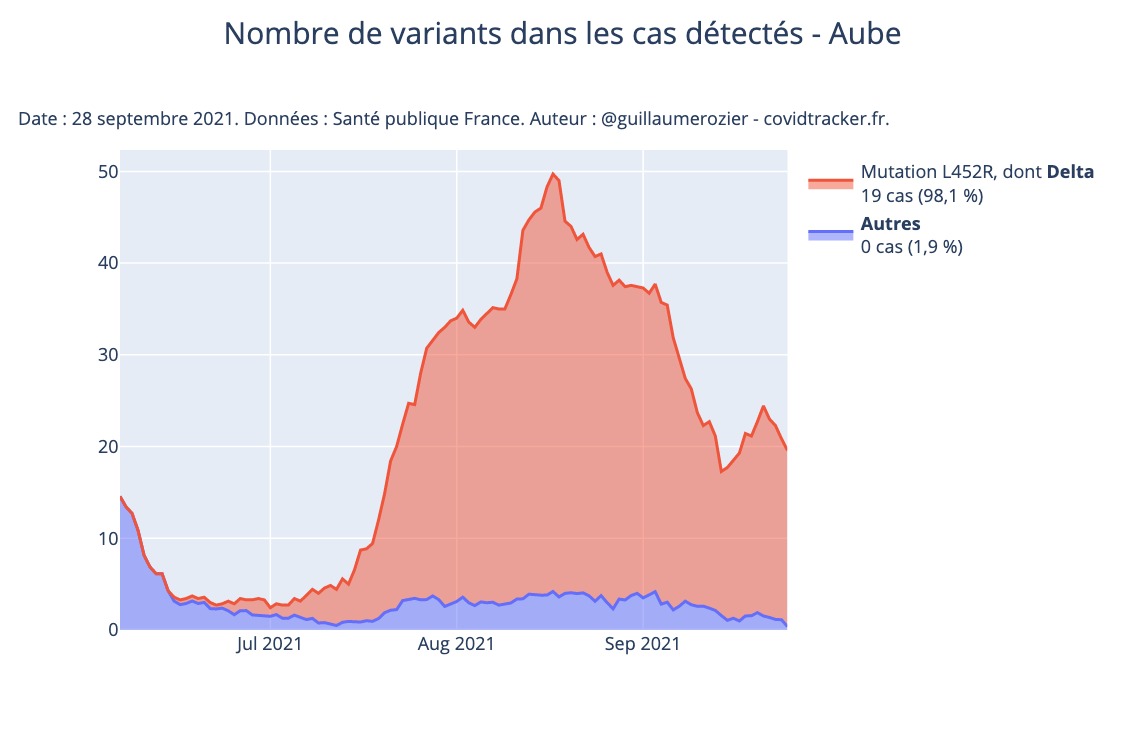 Nombre de variants dans les cas détectés - Aube
Date : 28 septembre 2021. Données : Santé publique France. Auteur : @guillaumerozier - covidtracker.fr.
Mutation L452R, dont Delta
19 cas (98,1 %)
Autres
0 cas (1,9 %)
50
40
30
20
10
0
Jul 2021
Aug 2021
Sep 2021